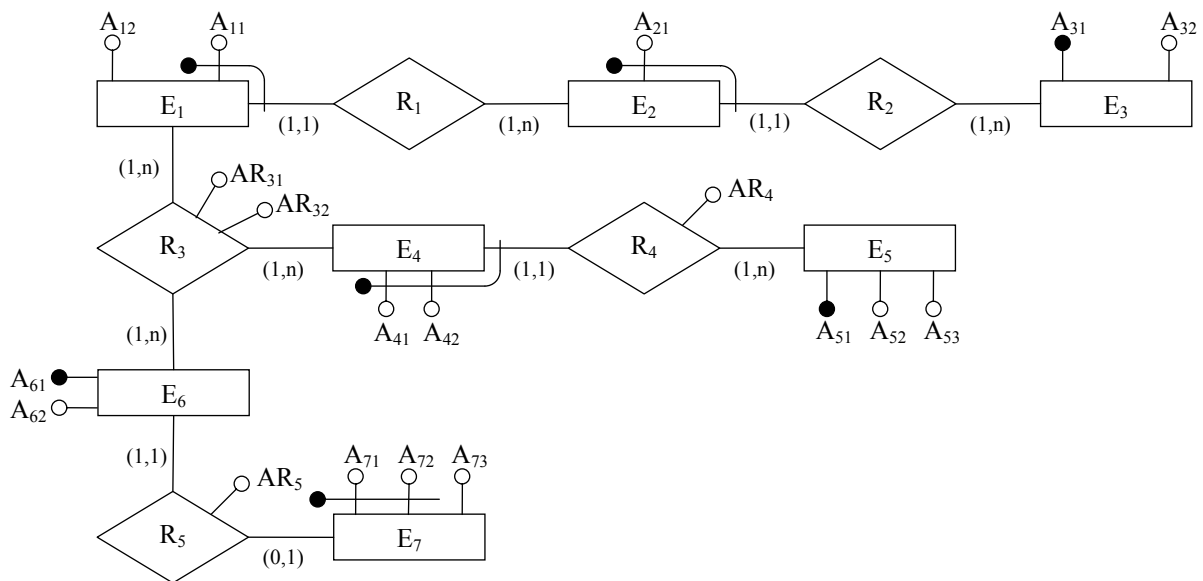 A₁₂ A₁₁ A₂₁ A₃₁ A₃₂
E₁ R₁ E₂ R₂ E₃
(1,1) (1,n) (1,1) (1,n)
(1,n)
AR₃₁
AR₃₂
AR₄
R₃ E₄ R₄ E₅
(1,n) (1,1) (1,n)
(1,n)
A₄₁ A₄₂ A₅₁ A₅₂ A₅₃
A₆₁
E₆
A₆₂
(1,1)
AR₅
A₇₁ A₇₂ A₇₃
R₅ E₇
(0,1)